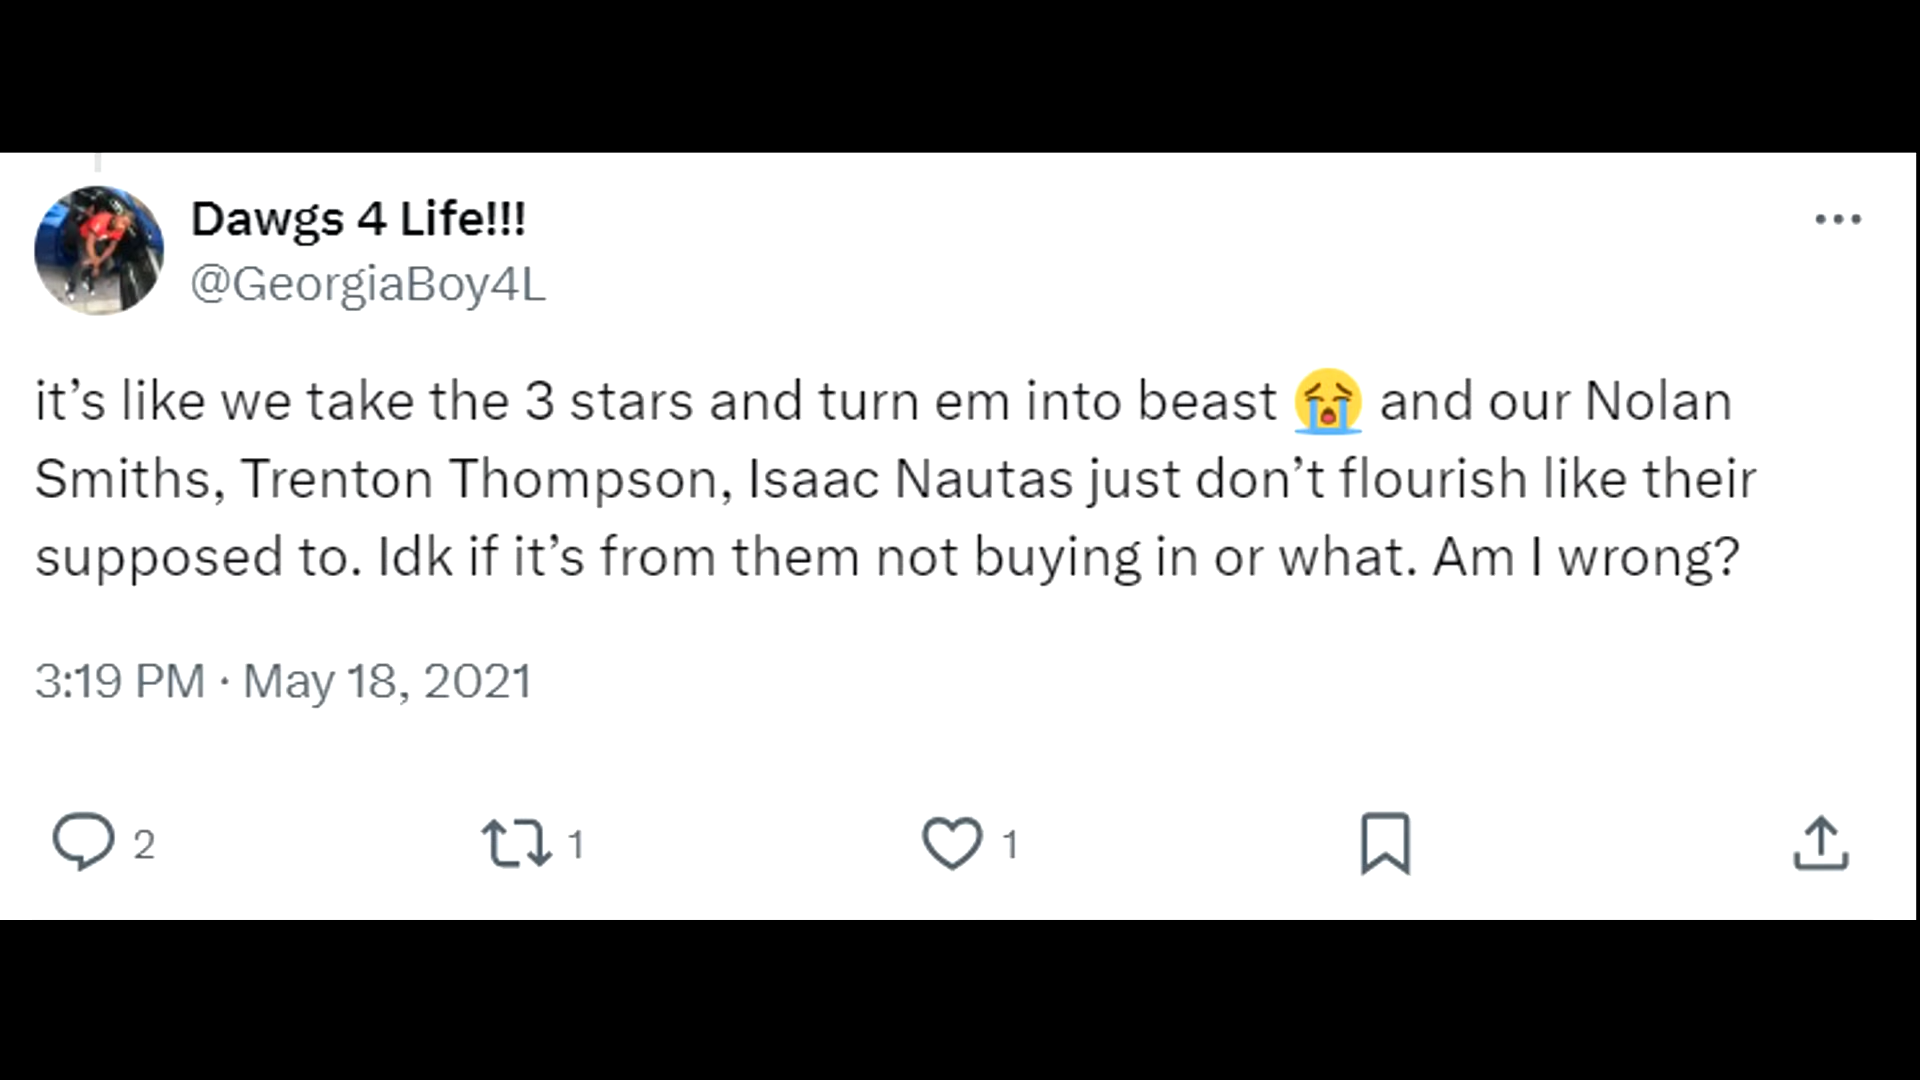 Dawgs 4 Life!!!
@GeorgiaBoy4L
it’s like we take the 3 stars and turn em into beast 😭 and our Nolan
Smiths, Trenton Thompson, Isaac Nautas just don’t flourish like their
supposed to. Idk if it’s from them not buying in or what. Am I wrong?
3:19 PM · May 18, 2021
2 1 1